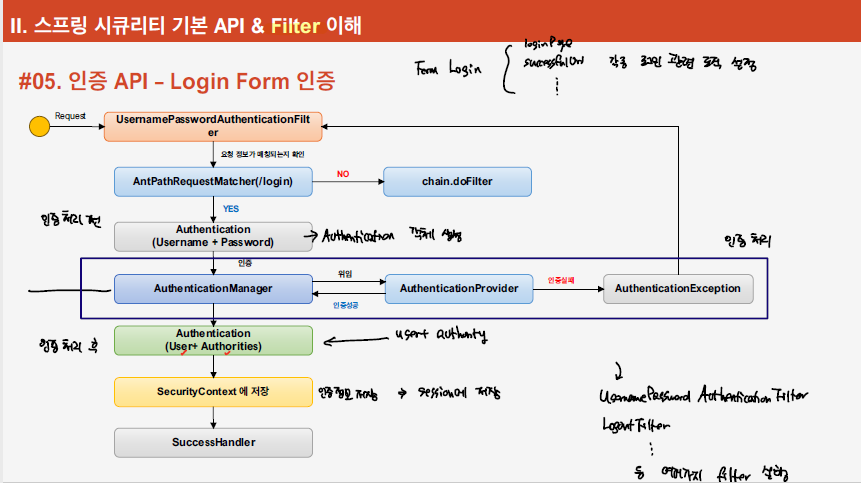 II. 스프링 시큐리티 기본 API & Filter 이해
#05. 인증 API – Login Form 인증
Form Login
loginPage
successfulUrl
각종 로그인 관련 로직 설정
Request
UsernamePasswordAuthenticationFilt
er
요청 정보가 매칭되는지 확인
AntPathRequestMatcher(/login)
NO
chain.doFilter
YES
인증 처리 전
Authentication
(Username + Password)
Authentication 객체 생성
인증 처리
인증
AuthenticationManager
위임
인증성공
AuthenticationProvider
인증실패
AuthenticationException
인증 처리 후
Authentication
(User+ Authorities)
user+ authority
SecurityContext 에 저장
인증정보 저장 → session에 저장
SuccessHandler
UsernamePassword AuthenticationFilter
LogoutFilter
등 여러가지 filter 실행